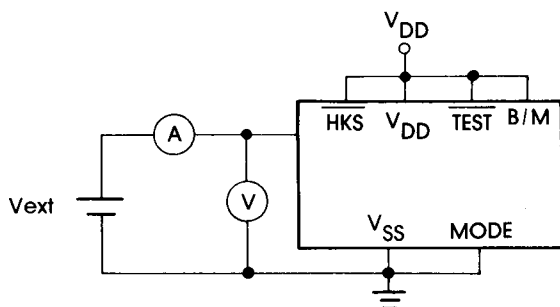 VDD
HKS VDD TEST B/M
A
V
Vext
VSS MODE